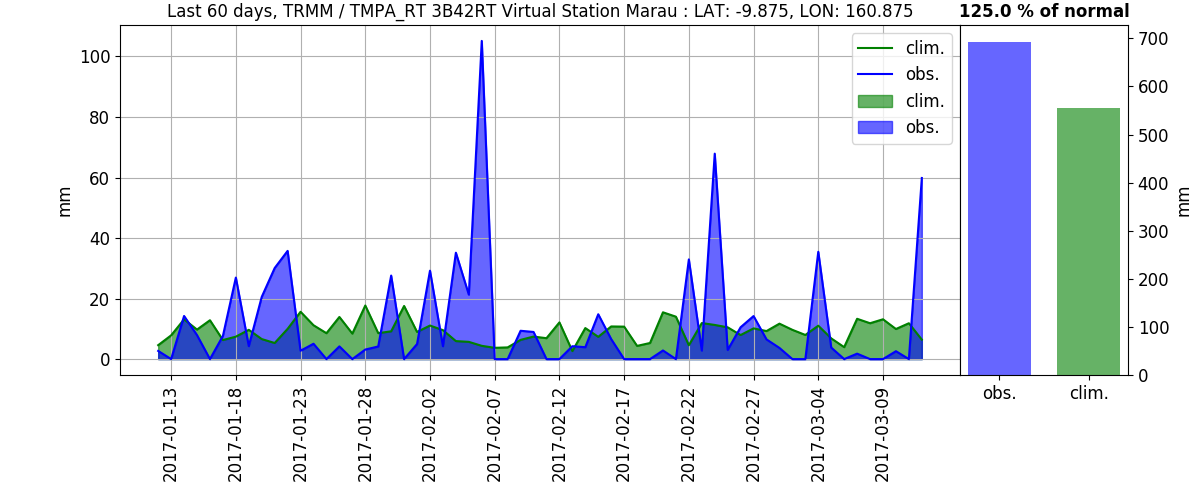 Last 60 days, TRMM / TMPA_RT 3B42RT Virtual Station Marau : LAT: -9.875, LON: 160.875
125.0 % of normal
mm
100
80
60
40
20
0
clim.
obs.
clim.
obs.
2017-01-13
2017-01-18
2017-01-23
2017-01-28
2017-02-02
2017-02-07
2017-02-12
2017-02-17
2017-02-22
2017-02-27
2017-03-04
2017-03-09
700
600
500
400
300
200
100
0
mm
obs.
clim.